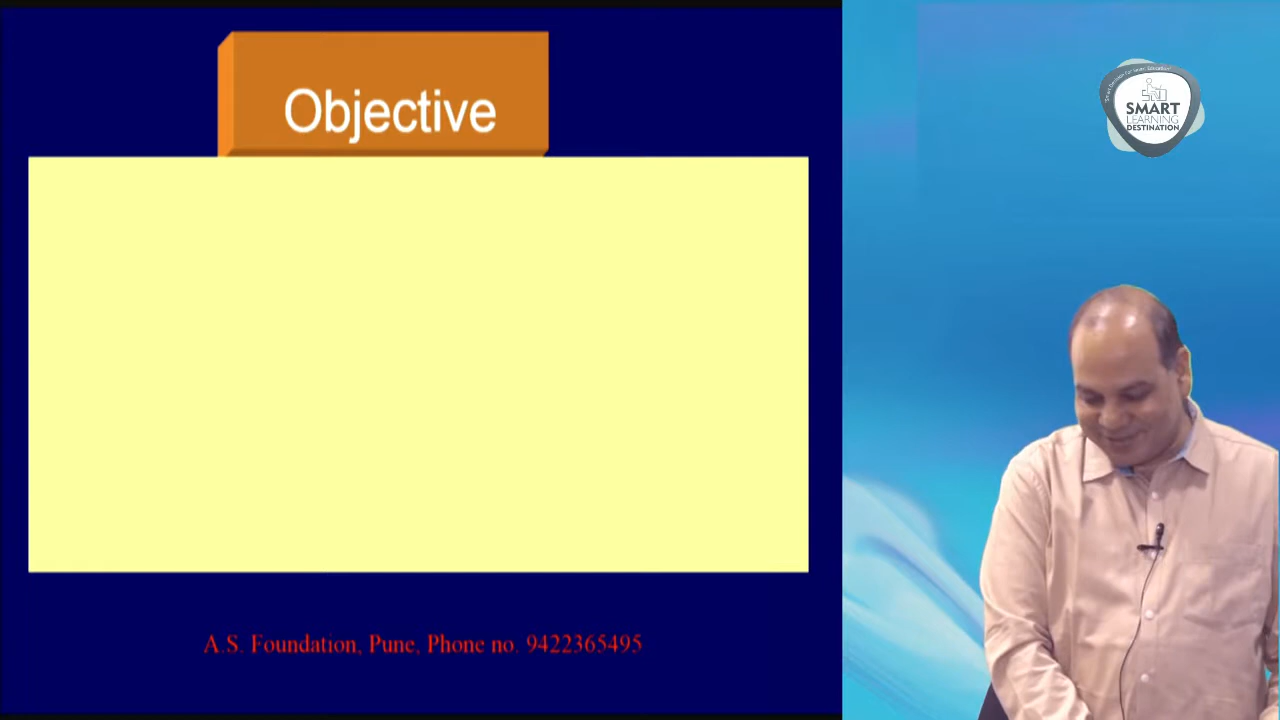 Objective
A.S. Foundation, Pune, Phone no. 9422365495
SMART
LEARNING
DESTINATION